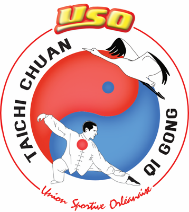 USO
TAICHI CHUAN
QI GONG
Union Sportive Orléanaise